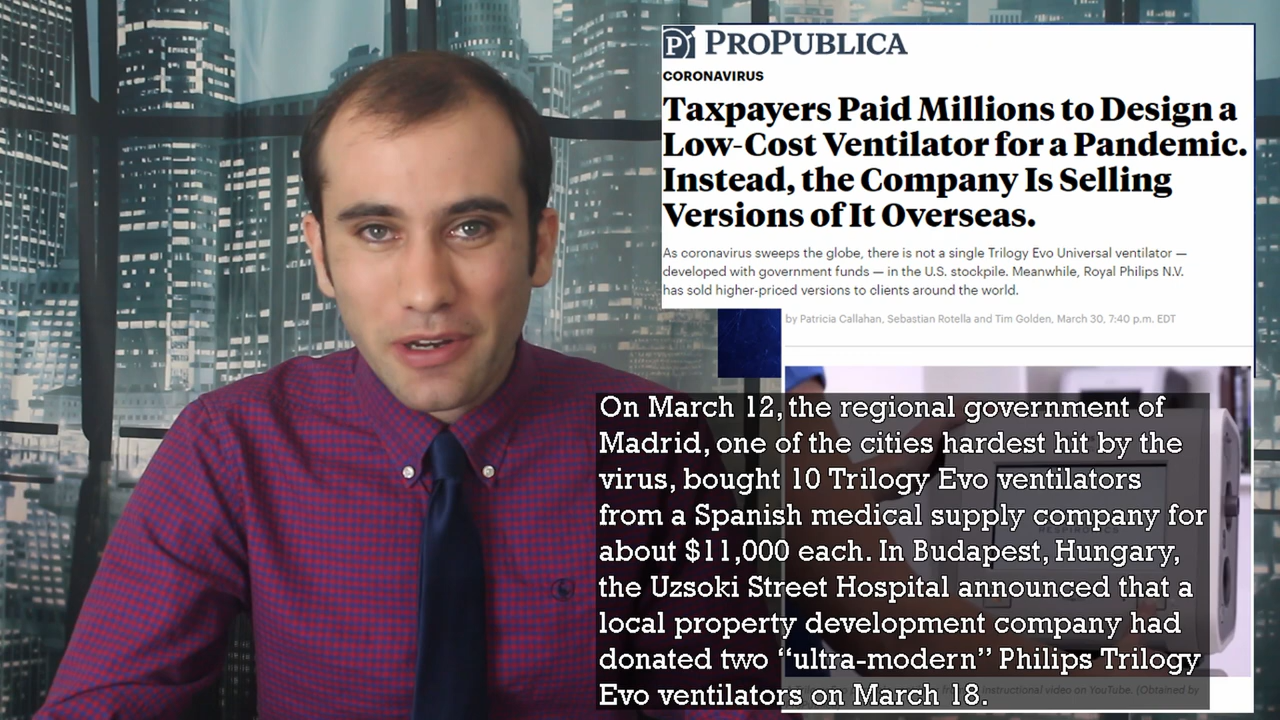 PROPUBLICA
CORONAVIRUS
Taxpayers Paid Millions to Design a
Low-Cost Ventilator for a Pandemic.
Instead, the Company Is Selling
Versions of It Overseas.
As coronavirus sweeps the globe, there is not a single Trilogy Evo Universal ventilator —
developed with government funds — in the U.S. stockpile. Meanwhile, Royal Philips N.V.
has sold higher-priced versions to clients around the world.
by Patricia Callahan, Sebastian Rotella and Tim Golden, March 30, 7:40 p.m. EDT
On March 12, the regional government of
Madrid, one of the cities hardest hit by the
virus, bought 10 Trilogy Evo ventilators
from a Spanish medical supply company for
about $11,000 each. In Budapest, Hungary,
the Uzsoki Street Hospital announced that a
local property development company had
donated two “ultra-modern” Philips Trilogy
Evo ventilators on March 18.
instructional video on YouTube. (Obtained by